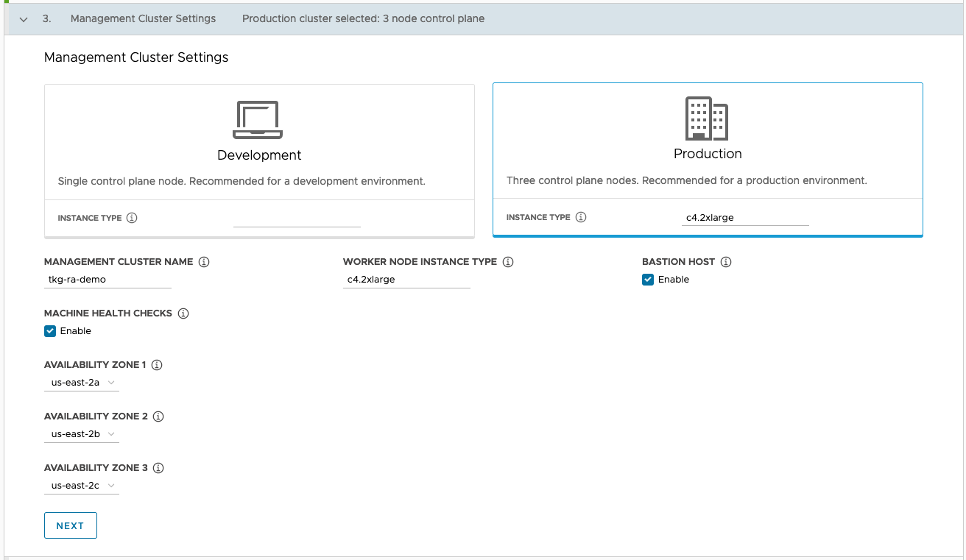 3. Management Cluster Settings Production cluster selected: 3 node control plane
Management Cluster Settings
Development
Single control plane node. Recommended for a development environment.
INSTANCE TYPE
Production
Three control plane nodes. Recommended for a production environment.
INSTANCE TYPE c4.2xlarge
MANAGEMENT CLUSTER NAME
tkg-ra-demo
WORKER NODE INSTANCE TYPE
c4.2xlarge
BASTION HOST
Enable
MACHINE HEALTH CHECKS
Enable
AVAILABILITY ZONE 1
us-east-2a
AVAILABILITY ZONE 2
us-east-2b
AVAILABILITY ZONE 3
us-east-2c
NEXT